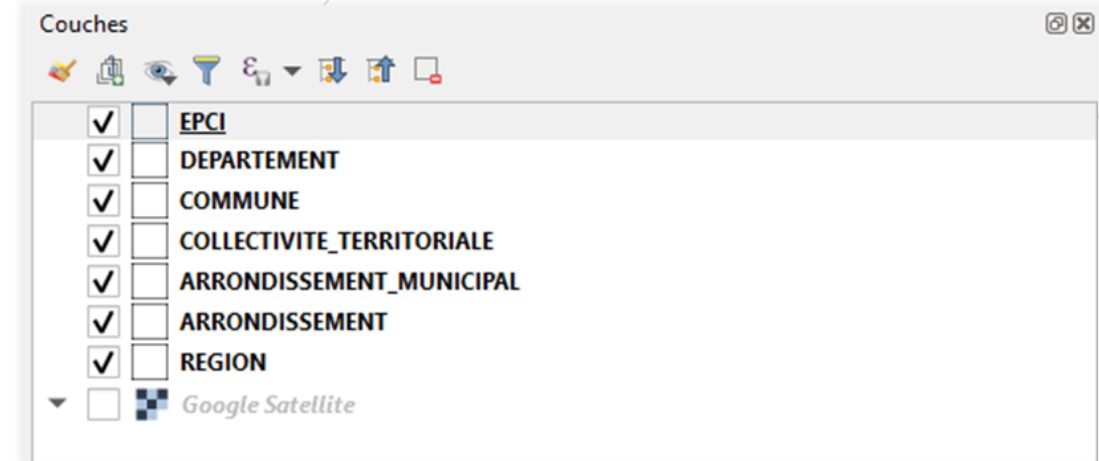 Couches
EPCI
DEPARTEMENT
COMMUNE
COLLECTIVITE_TERRITORIALE
ARRONDISSEMENT_MUNICIPAL
ARRONDISSEMENT
REGION
Google Satellite